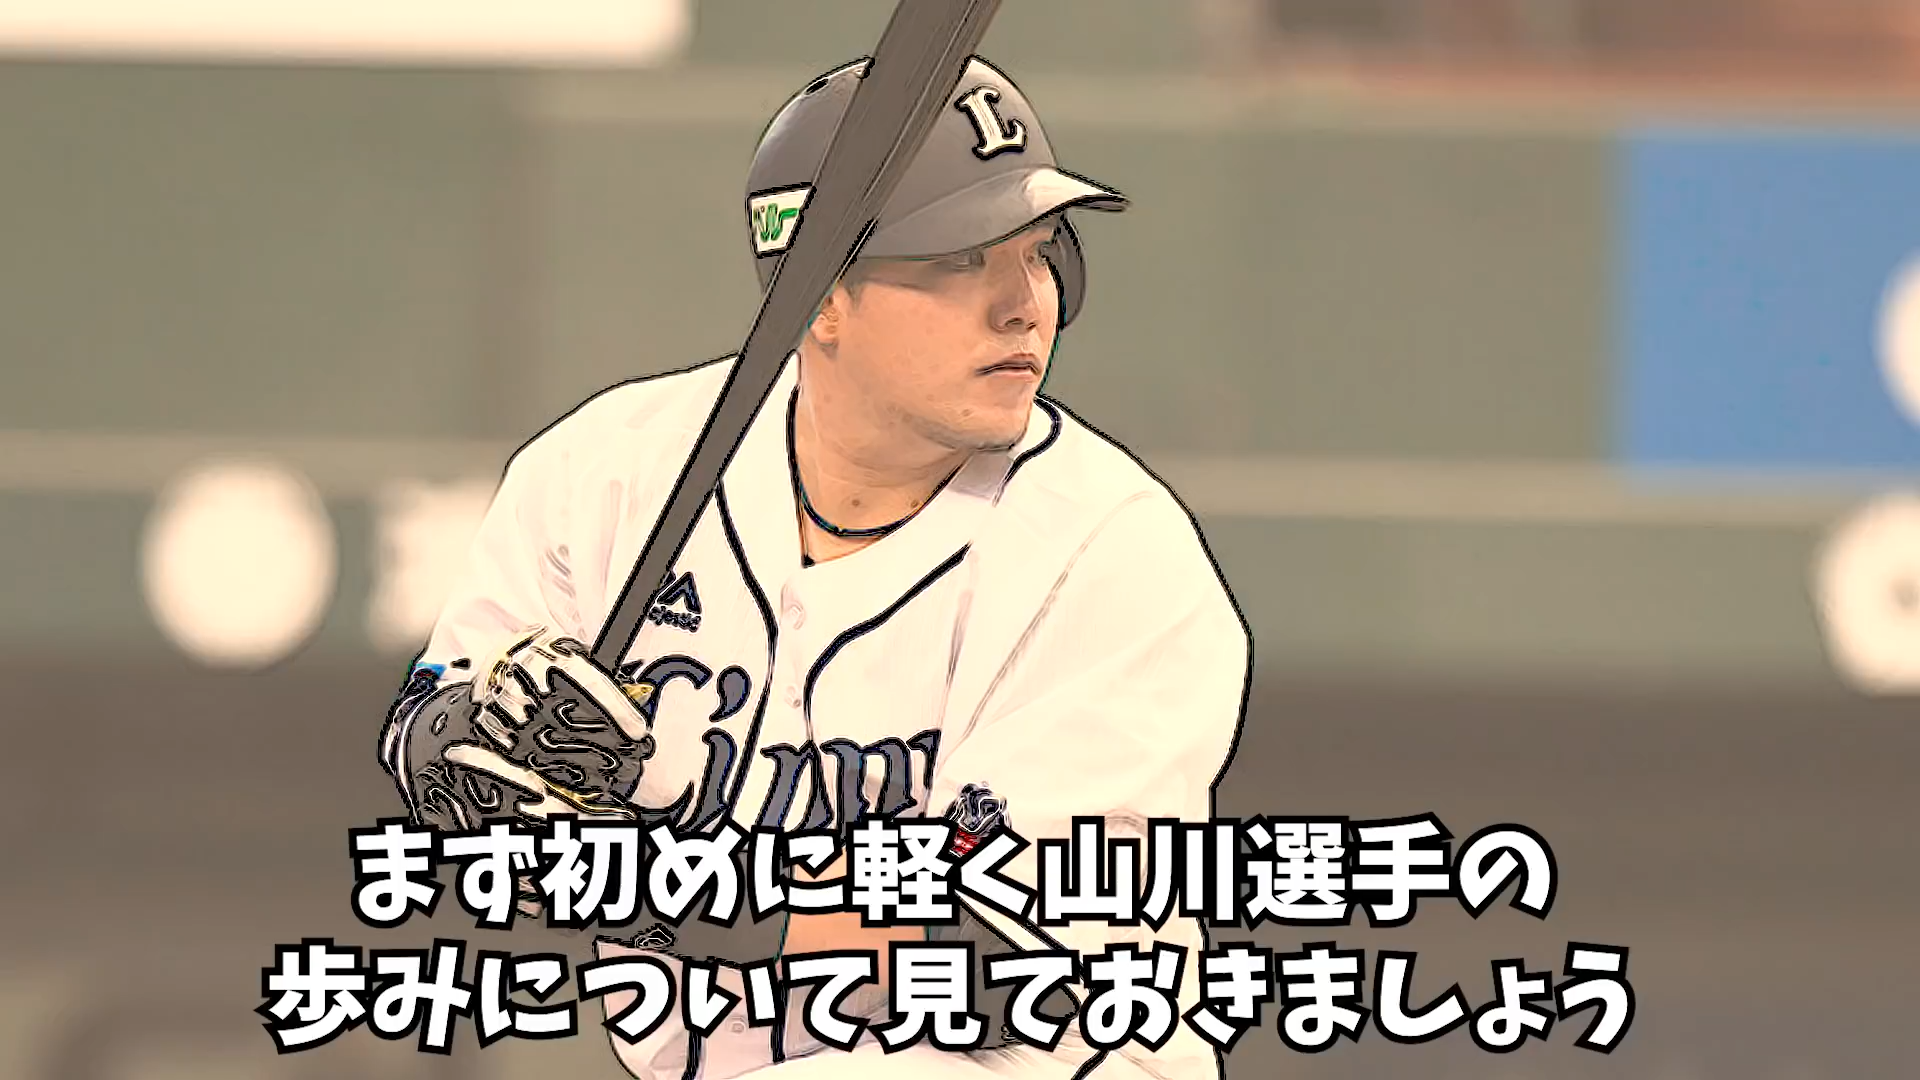 L
まず初めに軽く山川選手の
歩みについて見ておきましょう